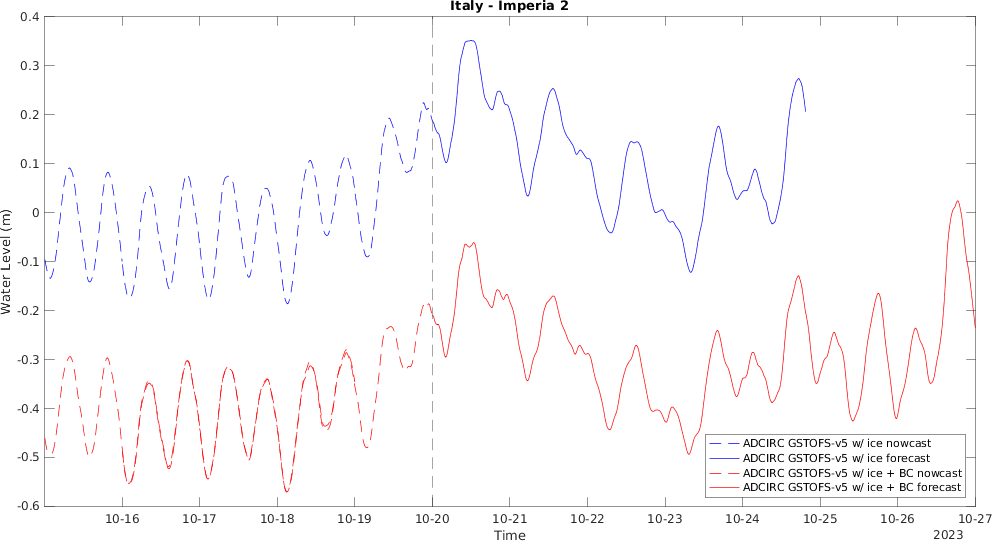 Italy - Imperia 2
0.4
0.3
0.2
0.1
0
-0.1
-0.2
-0.3
-0.4
-0.5
-0.6
Water Level (m)
ADCIRC GSTOFS-v5 w/ ice nowcast
ADCIRC GSTOFS-v5 w/ ice forecast
ADCIRC GSTOFS-v5 w/ ice + BC nowcast
ADCIRC GSTOFS-v5 w/ ice + BC forecast
10-16 10-17 10-18 10-19 10-20 10-21 10-22 10-23 10-24 10-25 10-26 10-27
Time
2023